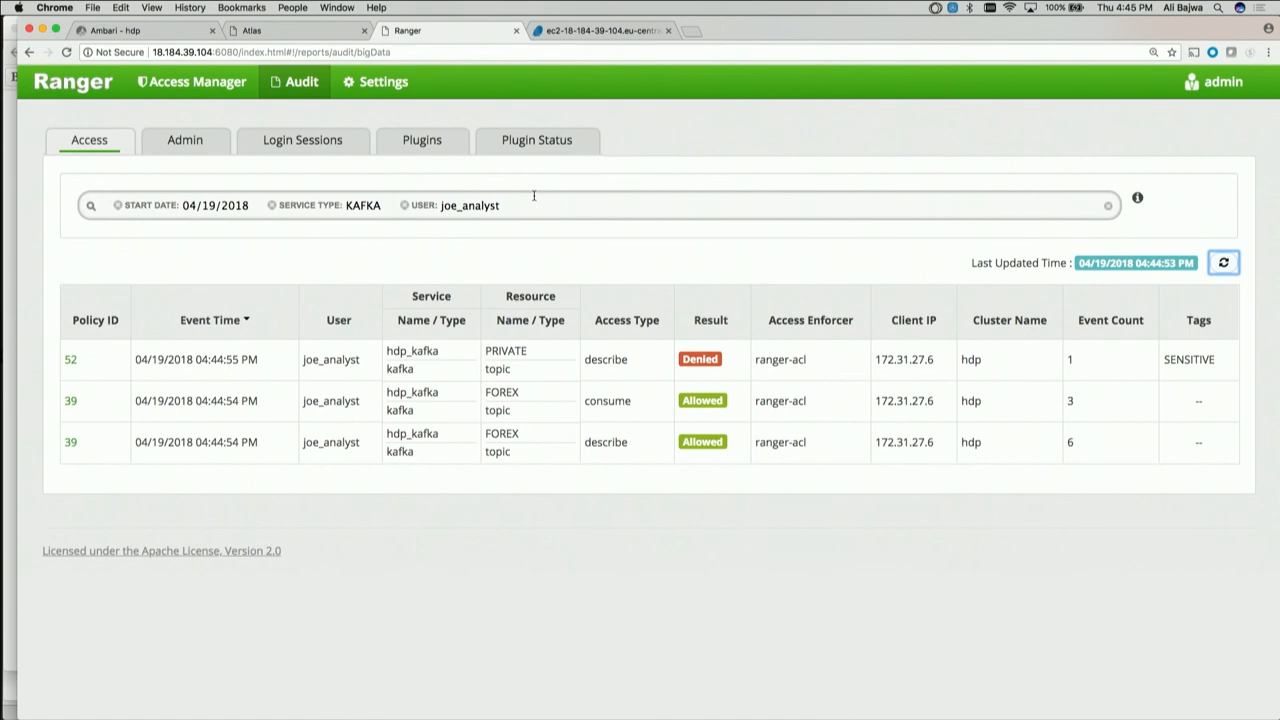 Chrome File Edit View History Bookmarks People Window Help 100% Thu 4:45 PM Ali Bajwa
Ambari - hdp Atlas Ranger ec2-18-184-39-104.eu-centr
Not Secure 18.184.39.104:6080/index.html#!/reports/audit/bigData
Ranger Access Manager Audit Settings admin
Access Admin Login Sessions Plugins Plugin Status
START DATE: 04/19/2018 SERVICE TYPE: KAFKA USER: joe_analyst
Last Updated Time : 04/19/2018 04:44:53 PM
Service Resource
Policy ID Event Time User Name / Type Name / Type Access Type Result Access Enforcer Client IP Cluster Name Event Count Tags
52 04/19/2018 04:44:55 PM joe_analyst hdp_kafka PRIVATE describe Denied ranger-acl 172.31.27.6 hdp 1 SENSITIVE
kafka topic
39 04/19/2018 04:44:54 PM joe_analyst hdp_kafka FOREX consume Allowed ranger-acl 172.31.27.6 hdp 3 --
kafka topic
39 04/19/2018 04:44:54 PM joe_analyst hdp_kafka FOREX describe Allowed ranger-acl 172.31.27.6 hdp 6 --
kafka topic
Licensed under the Apache License, Version 2.0